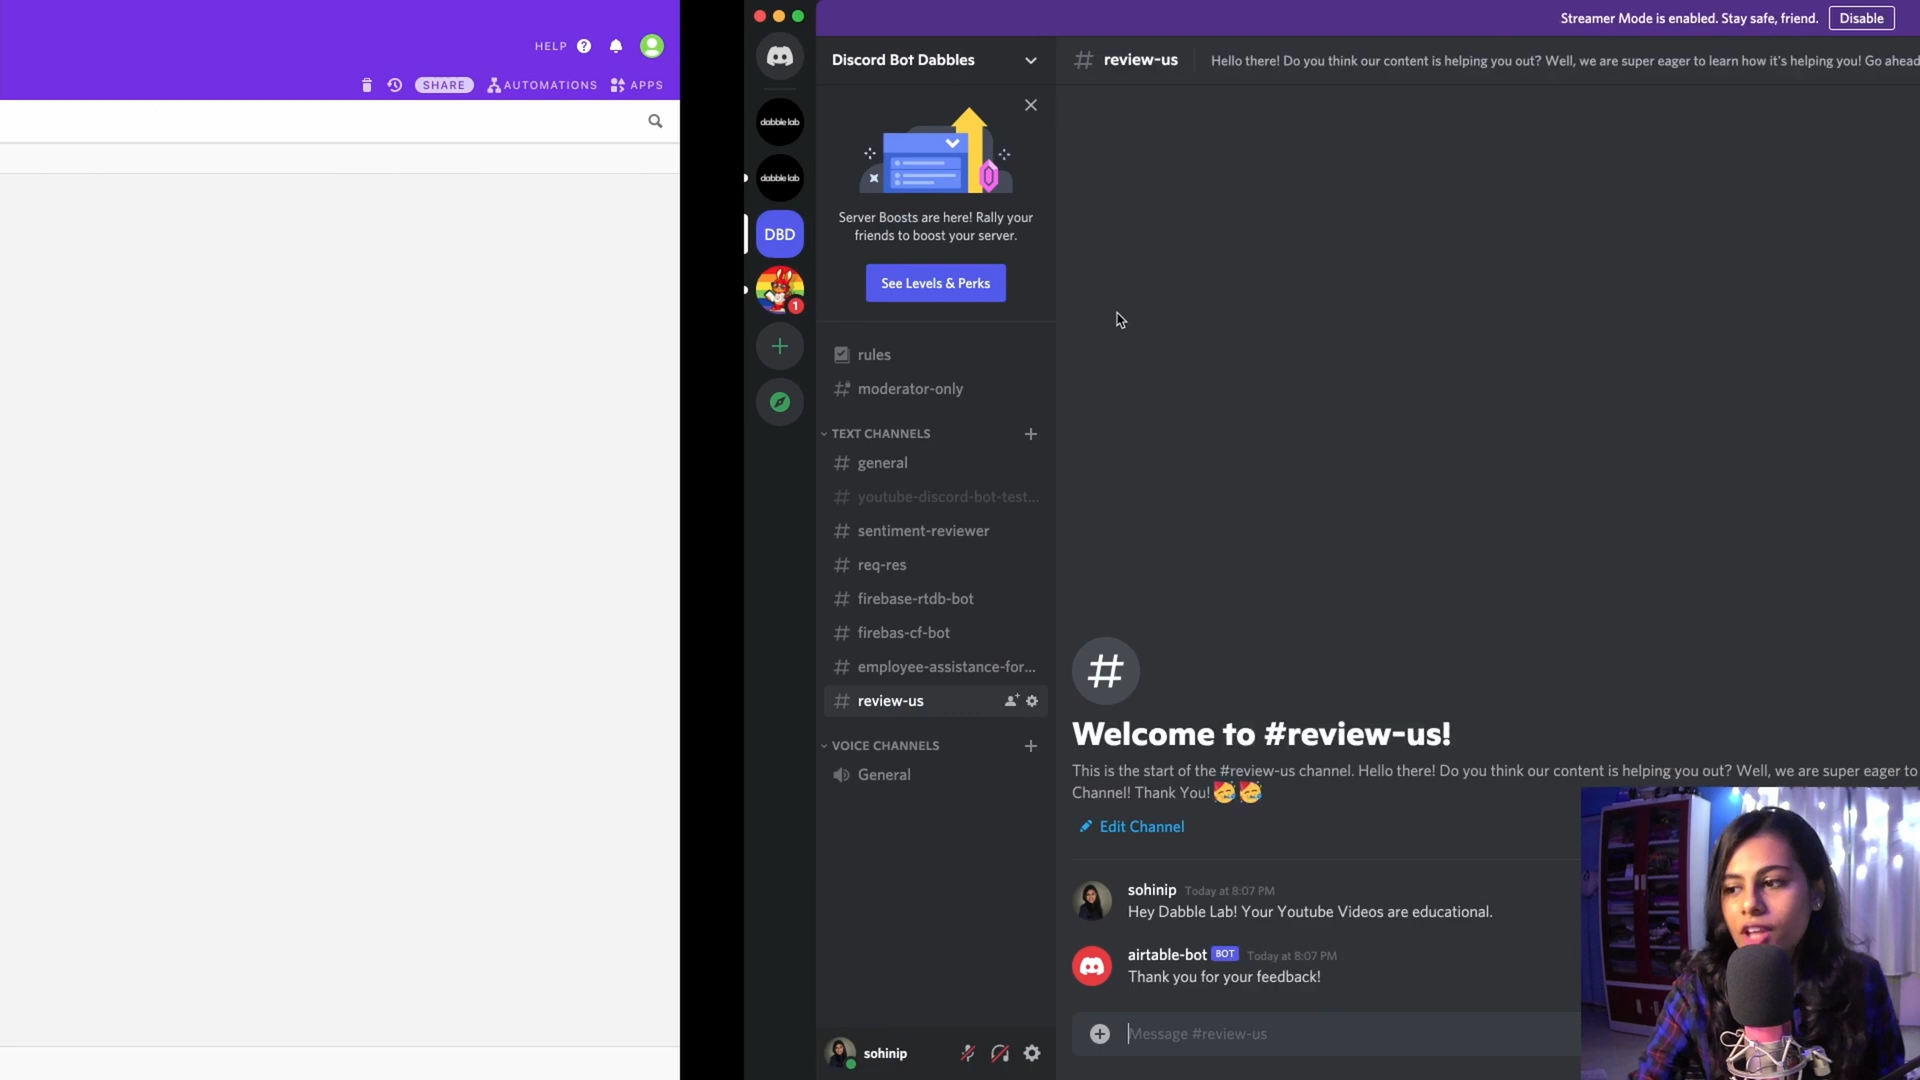 HELP
SHARE
AUTOMATIONS
APPS
Streamer Mode is enabled. Stay safe, friend.
Disable
Discord Bot Dabbles
review-us
Hello there! Do you think our content is helping you out? Well, we are super eager to learn how it's helping you! Go ahead
dabble lab
dabble lab
DBD
1
Server Boosts are here! Rally your
friends to boost your server.
See Levels & Perks
rules
moderator-only
TEXT CHANNELS
general
youtube-discord-bot-test...
sentiment-reviewer
req-res
firebase-rtdb-bot
firebas-cf-bot
employee-assistance-for...
review-us
VOICE CHANNELS
General
sohinip
#
Welcome to #review-us!
This is the start of the #review-us channel. Hello there! Do you think our content is helping you out? Well, we are super eager to
Channel! Thank You! 🥳 🥳
Edit Channel
sohinip Today at 8:07 PM
Hey Dabble Lab! Your Youtube Videos are educational.
airtable-bot BOT Today at 8:07 PM
Thank you for your feedback!
Message #review-us